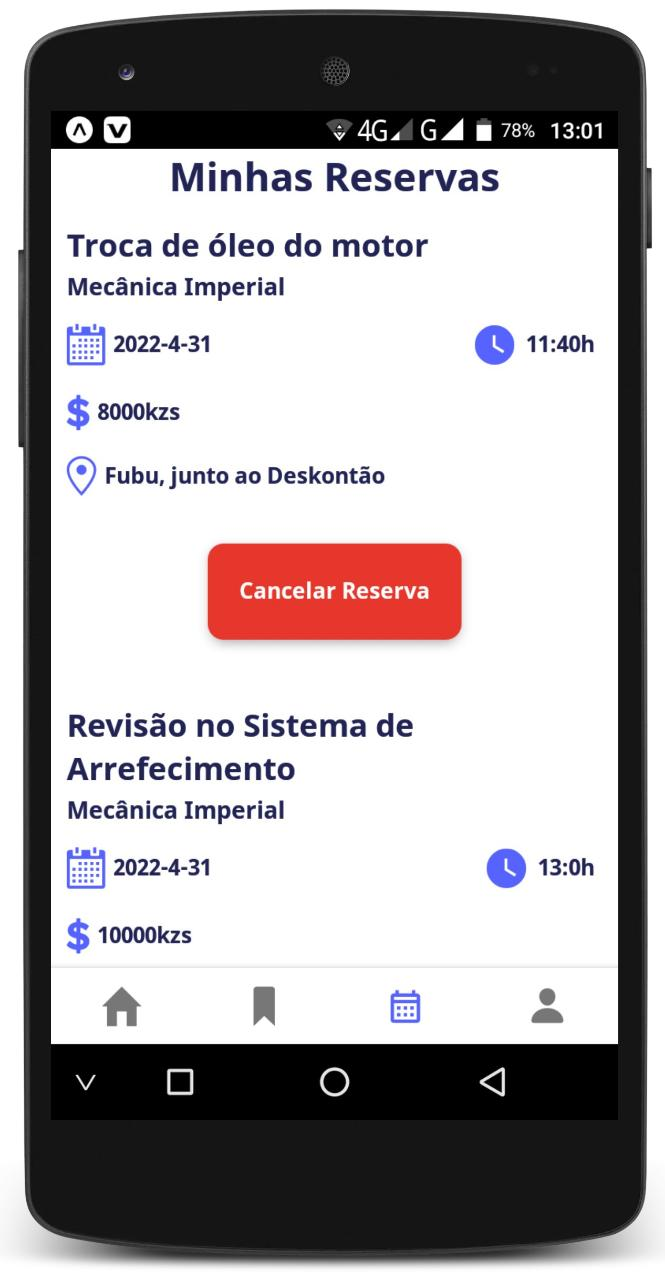 4G G 78% 13:01
Minhas Reservas
Troca de óleo do motor
Mecânica Imperial
2022-4-31 11:40h
$ 8000kzs
Fubu, junto ao Deskontão
Cancelar Reserva
Revisão no Sistema de
Arrefecimento
Mecânica Imperial
2022-4-31 13:0h
$ 10000kzs